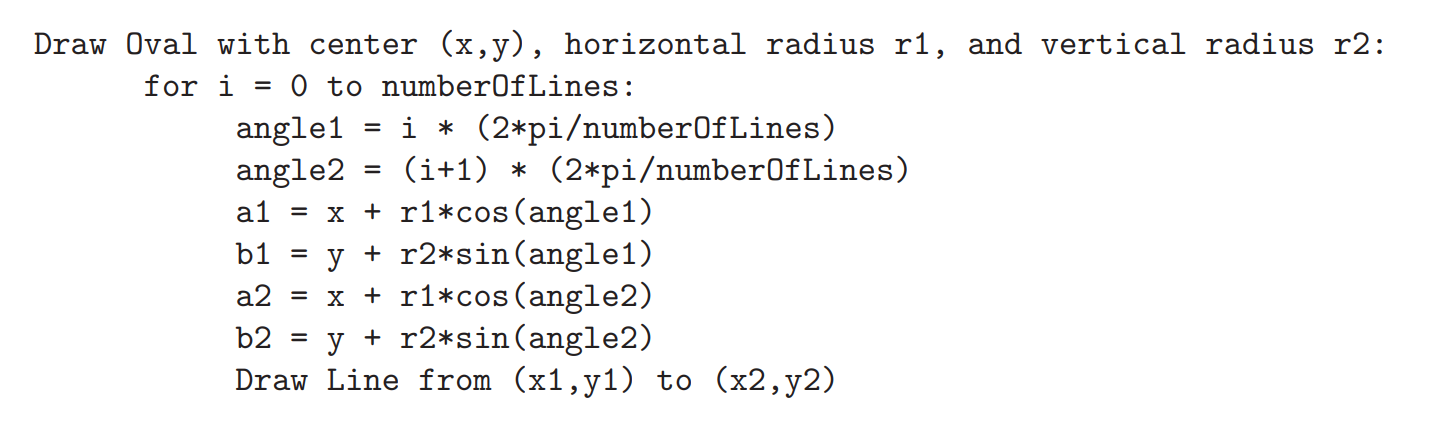 Draw Oval with center (x,y), horizontal radius r1, and vertical radius r2:
for i = 0 to numberOfLines:
angle1 = i * (2*pi/numberOfLines)
angle2 = (i+1) * (2*pi/numberOfLines)
a1 = x + r1*cos(angle1)
b1 = y + r2*sin(angle1)
a2 = x + r1*cos(angle2)
b2 = y + r2*sin(angle2)
Draw Line from (x1,y1) to (x2,y2)